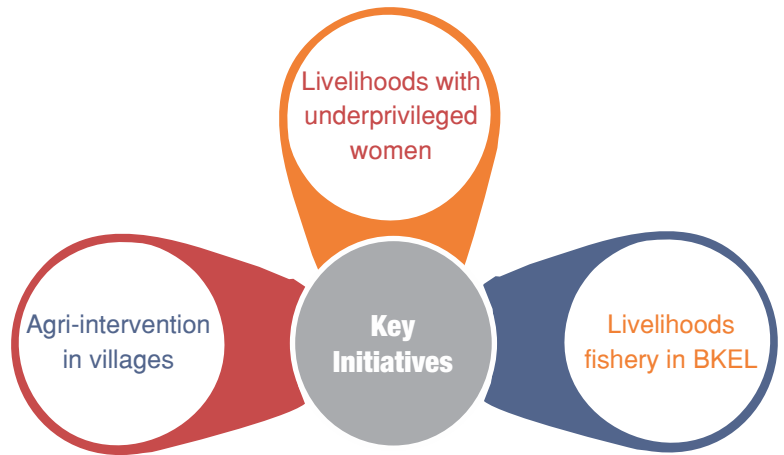 Livelihoods with
underprivileged
women
Agri-intervention
in villages
Key
Initiatives
Livelihoods
fishery in BKEL